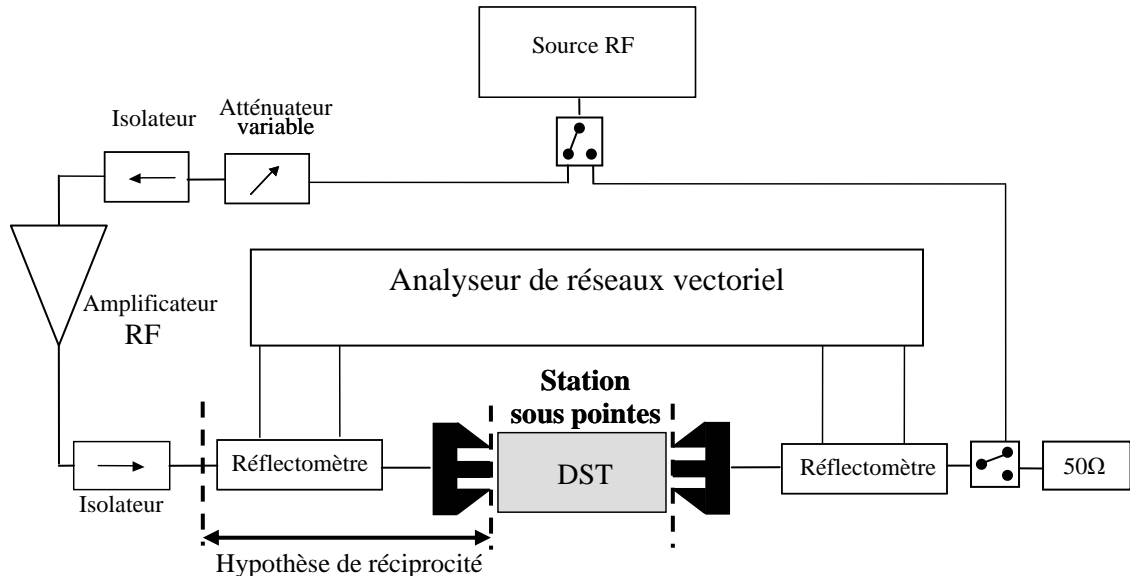 Source RF
Isolateur
Atténuateur
variable
Analyseur de réseaux vectoriel
Amplificateur
RF
Station
sous pointes
Réflectomètre
DST
Réflectomètre
50Ω
Isolateur
Hypothèse de réciprocité